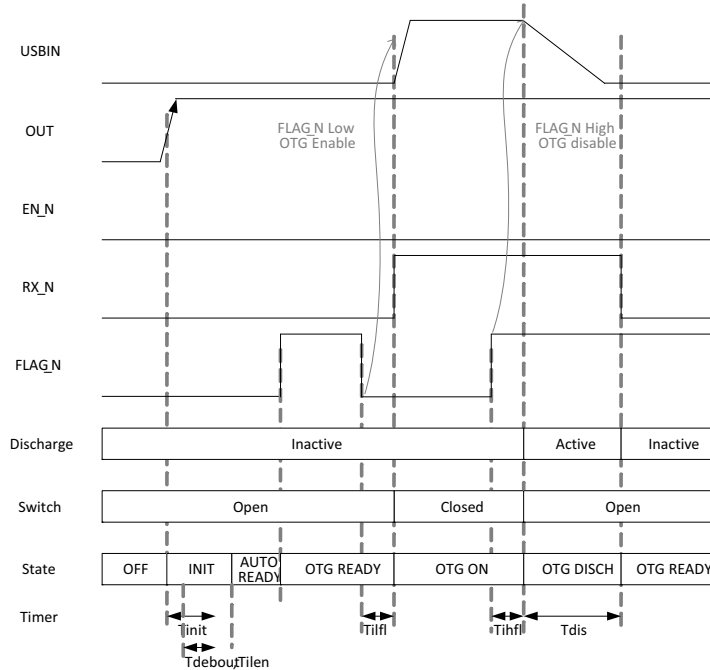 USBIN
OUT
FLAG_N Low
OTG Enable
FLAG_N High
OTG disable
EN_N
RX_N
FLAG_N
Discharge Inactive Active Inactive
Switch Open Closed Open
State OFF INIT AUTO READY OTG READY OTG ON OTG DISCH OTG READY
Timer Tinit Tilfl Tihfl Tdis
Tdebout Tilen